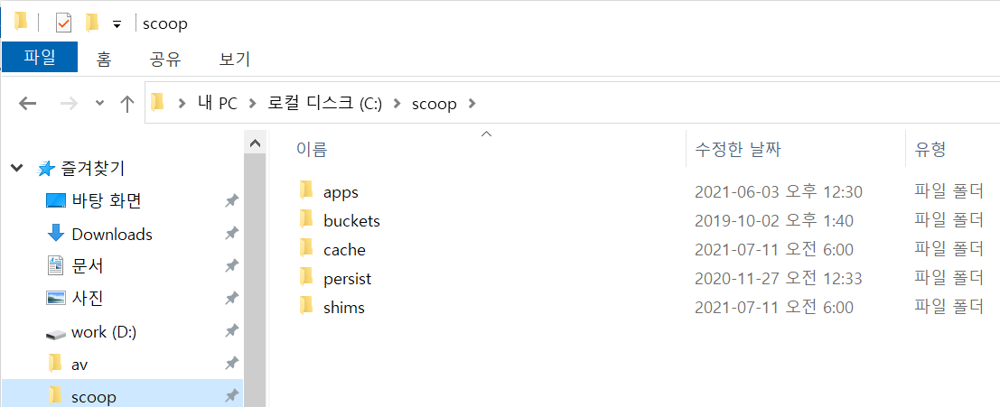 scoop
파일 홈 공유 보기
내 PC 로컬 디스크 (C:) scoop
이름 수정한 날짜 유형
즐겨찾기
바탕 화면
Downloads
문서
사진
work (D:)
av
scoop
apps 2021-06-03 오후 12:30 파일 폴더
buckets 2019-10-02 오후 1:40 파일 폴더
cache 2021-07-11 오전 6:00 파일 폴더
persist 2020-11-27 오전 12:33 파일 폴더
shims 2021-07-11 오전 6:00 파일 폴더